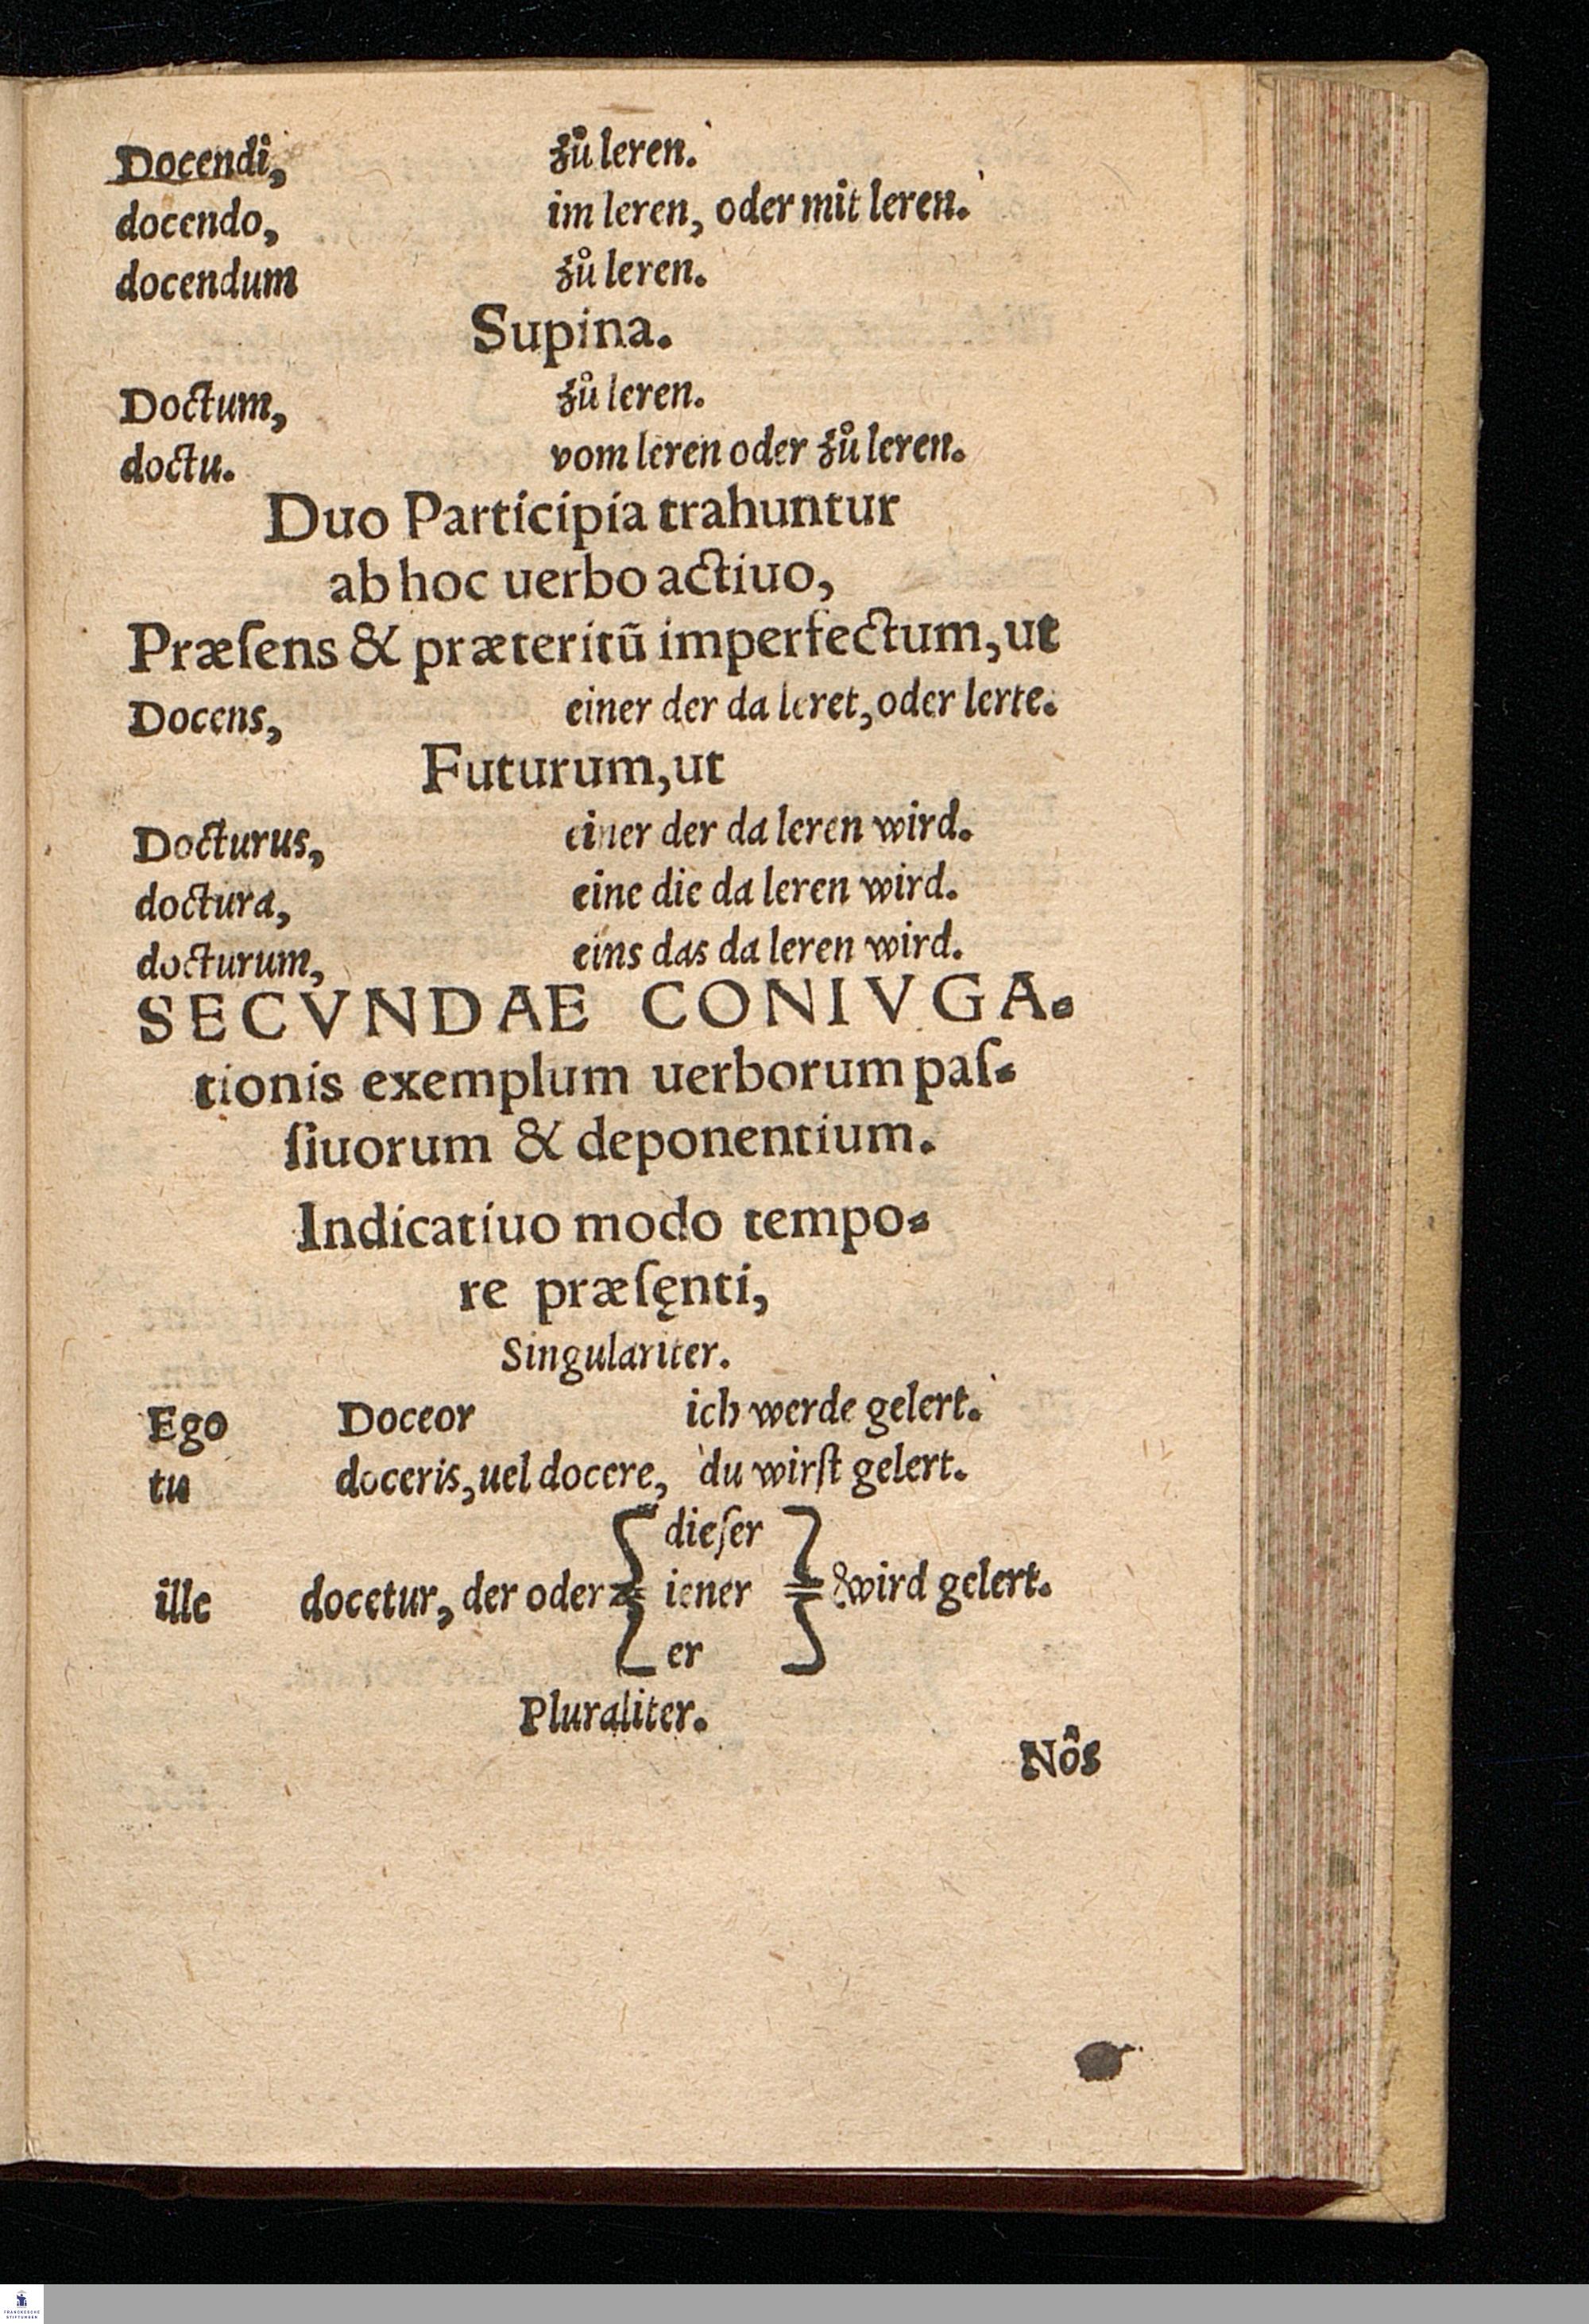 Docendi, zů leren.
docendo, im leren, oder mit leren.
docendum zů leren.
Supina.
Doctum, zů leren.
doctu. vom leren oder zů leren.
Duo Participia trahuntur
ab hoc uerbo actiuo,
Præſens & præteritū imperfectum, ut
Docens, einer der da leret, oder lerte.
Futurum, ut
Docturus, einer der da leren wird.
doctura, eine die da leren wird.
docturum, eins das da leren wird.
SECVNDAE CONIVGA-
tionis exemplum uerborum paſ-
ſiuorum & deponentium.
Indicatiuo modo tempo-
re præſęnti,
Singulariter.
Ego Doceor ich werde gelert.
tu doceris, uel docere, du wirſt gelert.
dieſer
ille docetur, der oder { iener } wird gelert.
er
Pluraliter.
Nôs
FRANCKESCHE
STIFTUNGEN